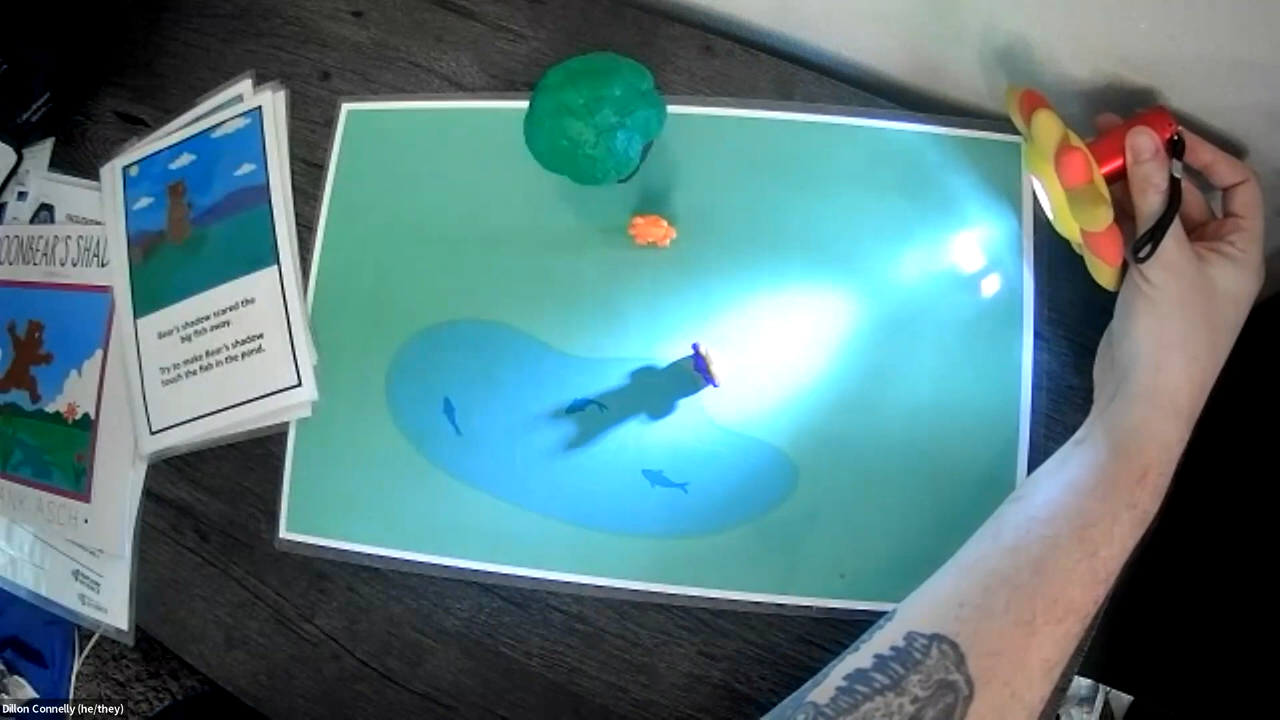 OONBEAR'S SHAD
ANK ASCH
Bear's shadow scared the
big fish away.
Try to make Bear's shadow
touch the fish in the pond.
Dillon Connelly (he/they)